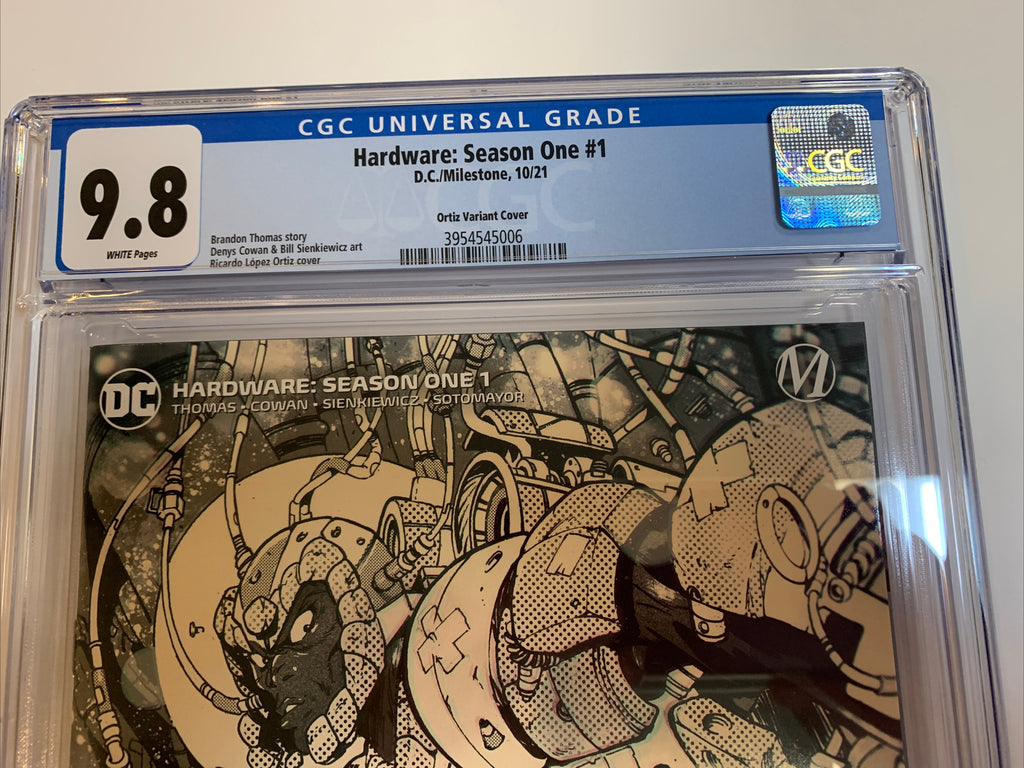 CGC UNIVERSAL GRADE
9.8
WHITE Pages
Hardware: Season One #1
D.C./Milestone, 10/21
Ortiz Variant Cover
3954545006
Brandon Thomas story
Denys Cowan & Bill Sienkiewicz art
Ricardo López Ortiz cover
CGC
CGC
DC
HARDWARE: SEASON ONE 1
THOMAS • COWAN • SIENKIEWICZ • SOTOMAYOR
M